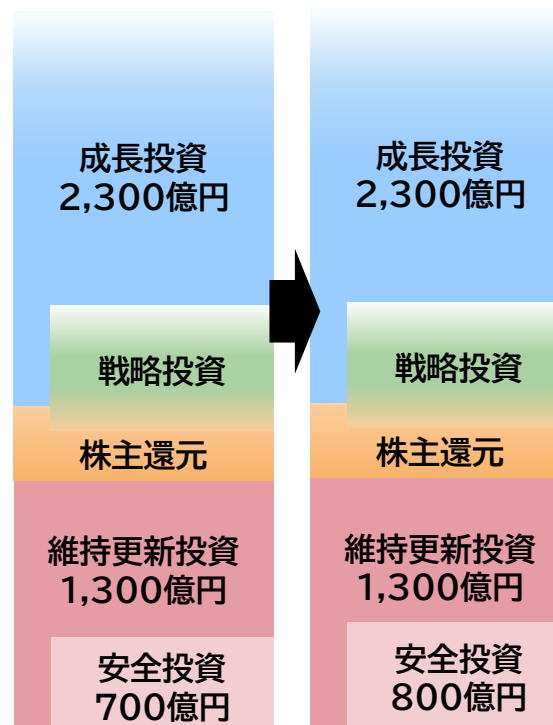 成長投資
2,300億円
戦略投資
株主還元
維持更新投資
1,300億円
安全投資
700億円
成長投資
2,300億円
戦略投資
株主還元
維持更新投資
1,300億円
安全投資
800億円